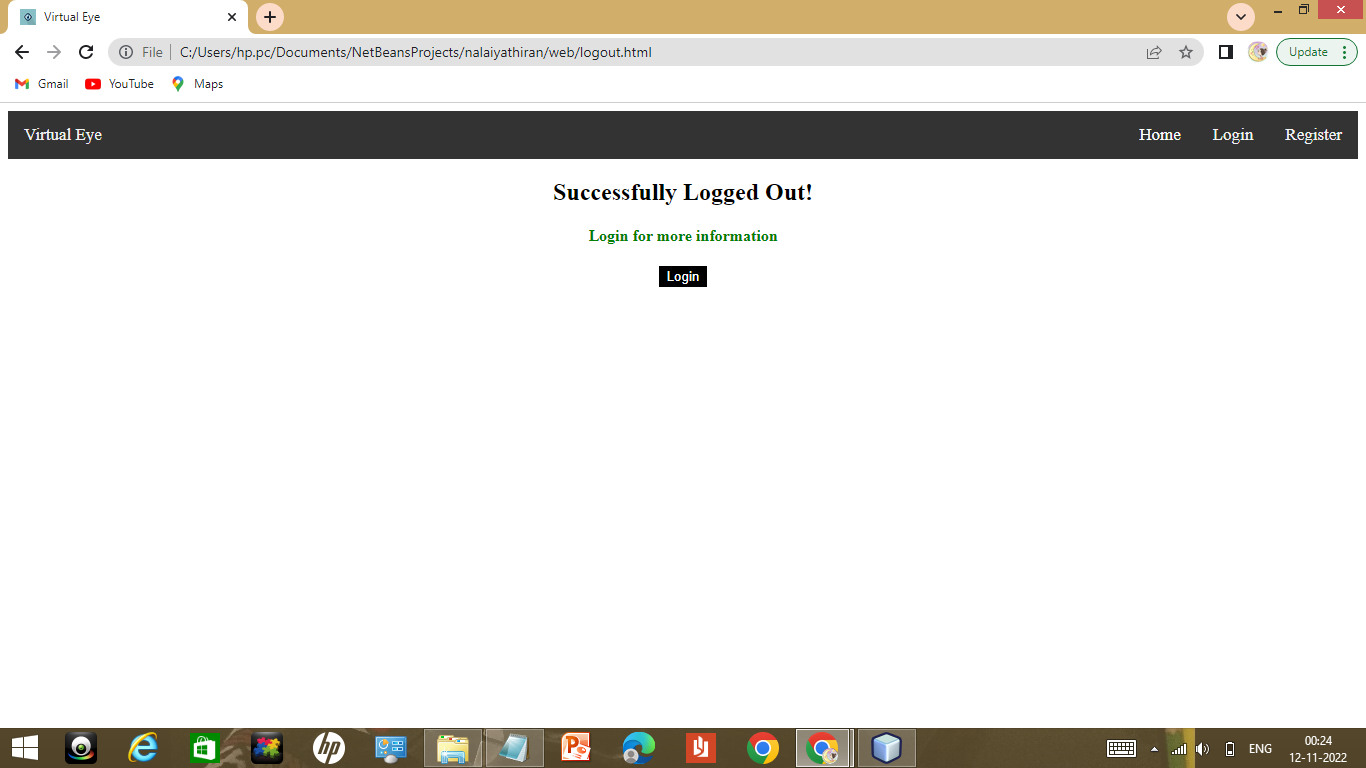 Virtual Eye
File
C:/Users/hp.pc/Documents/NetBeansProjects/nalaiyathiran/web/logout.html
Update
Gmail YouTube Maps
Virtual Eye Home Login Register
Successfully Logged Out!
Login for more information
Login
hp
ENG
00:24
12-11-2022